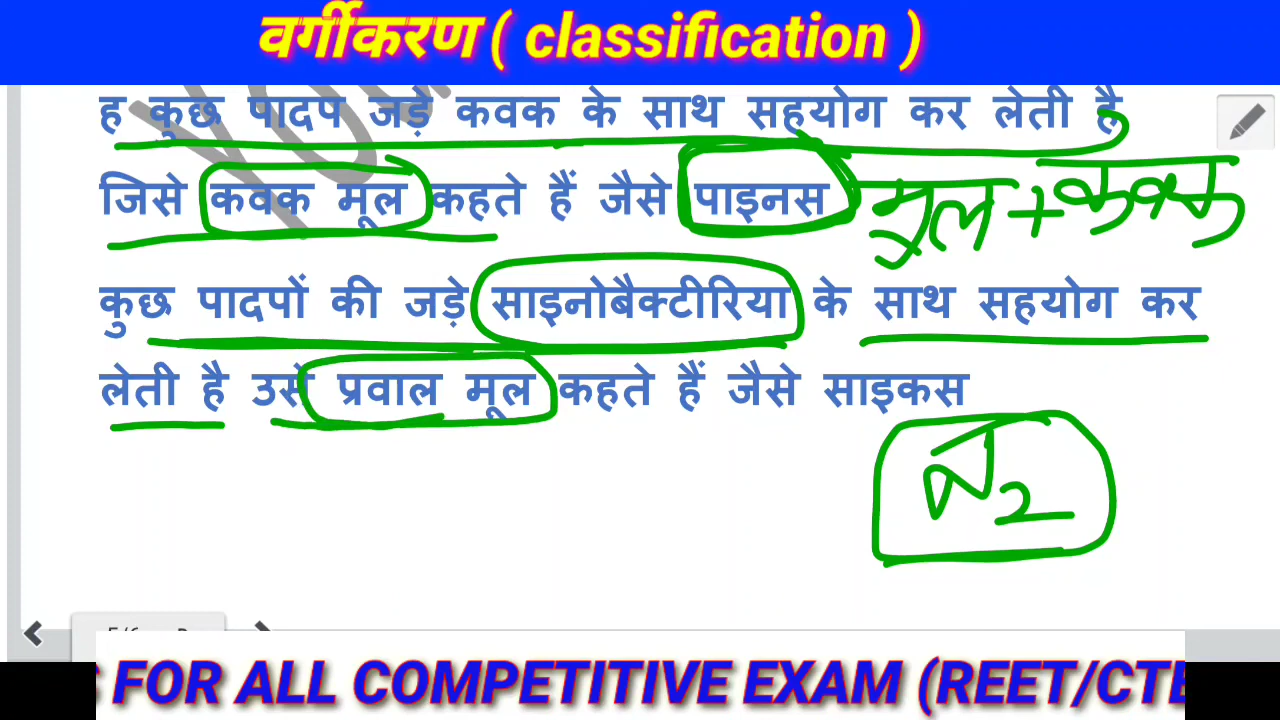 वर्गीकरण ( classification )
ह कुछ पादप जड़े कवक के साथ सहयोग कर लेती है
जिसे कवक मूल कहते हैं जैसे पाइनस मूल + कवक
कुछ पादपों की जड़े साइनोबैक्टीरिया के साथ सहयोग कर
लेती है उसे प्रवाल मूल कहते हैं जैसे साइकस
N2
FOR ALL COMPETITIVE EXAM (REET/CTE